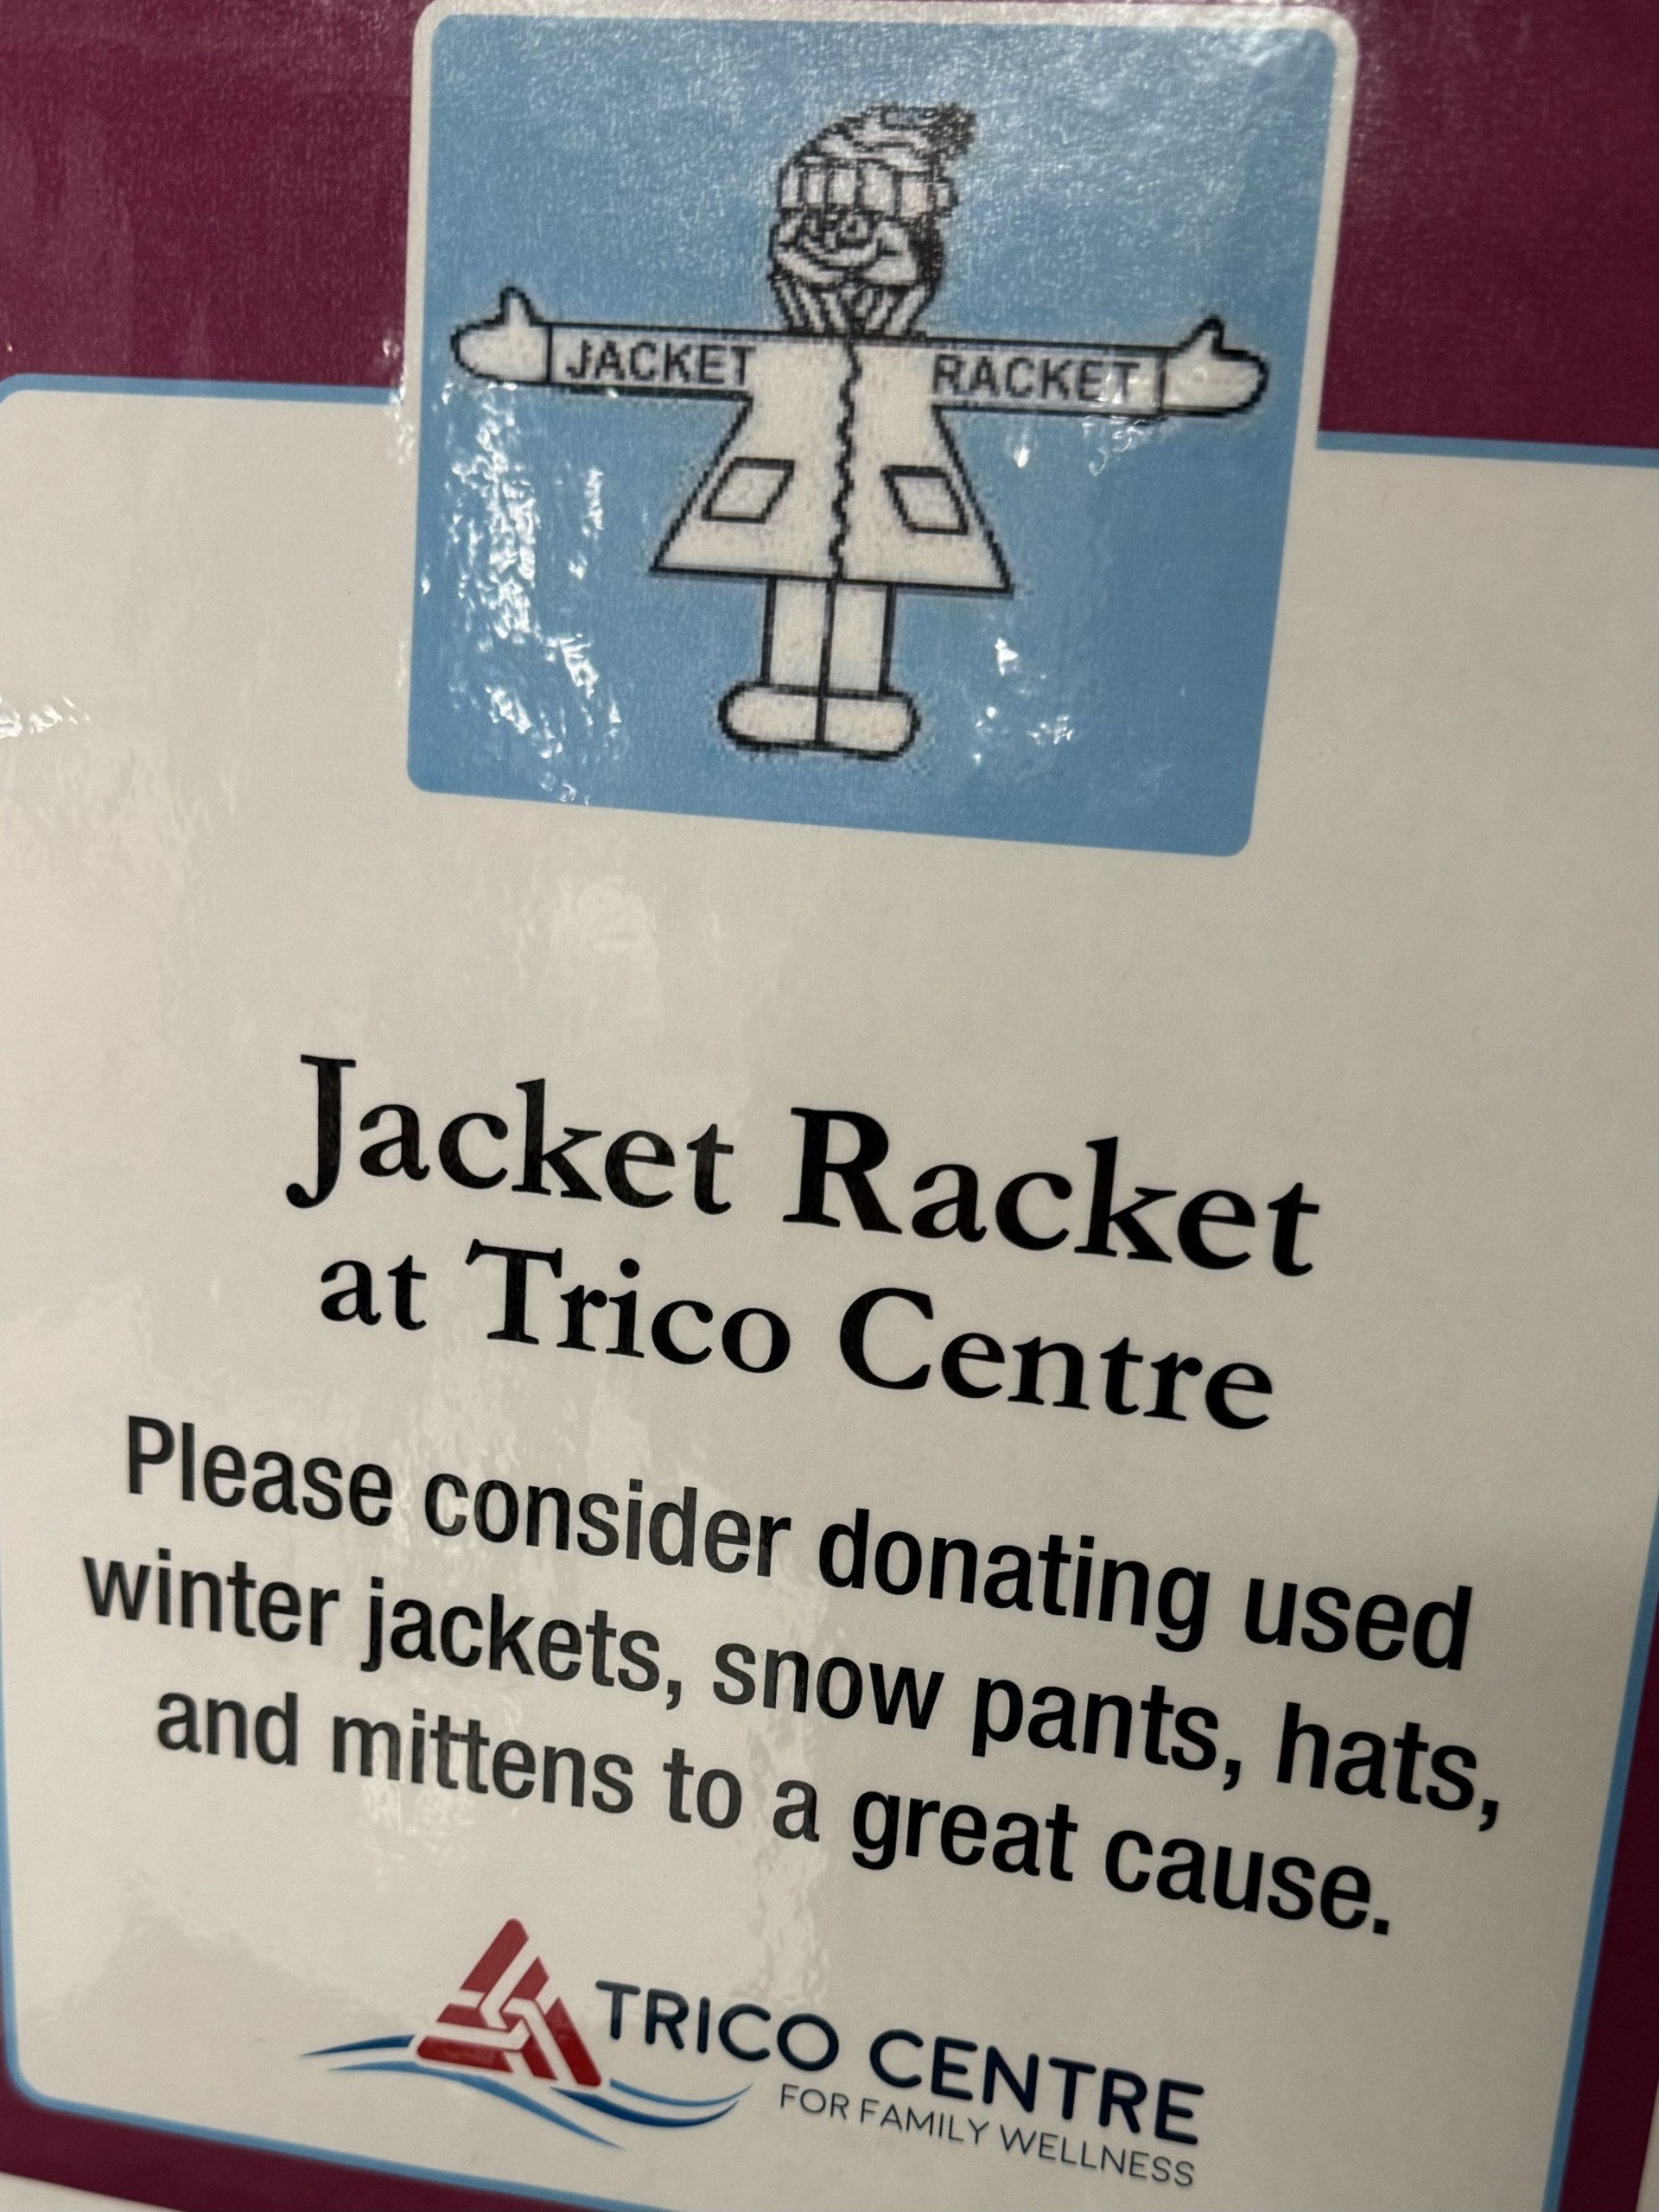 JACKET RACKET
Jacket Racket
at Trico Centre
Please consider donating used
winter jackets, snow pants, hats,
and mittens to a great cause.
TRICO CENTRE
FOR FAMILY WELLNESS